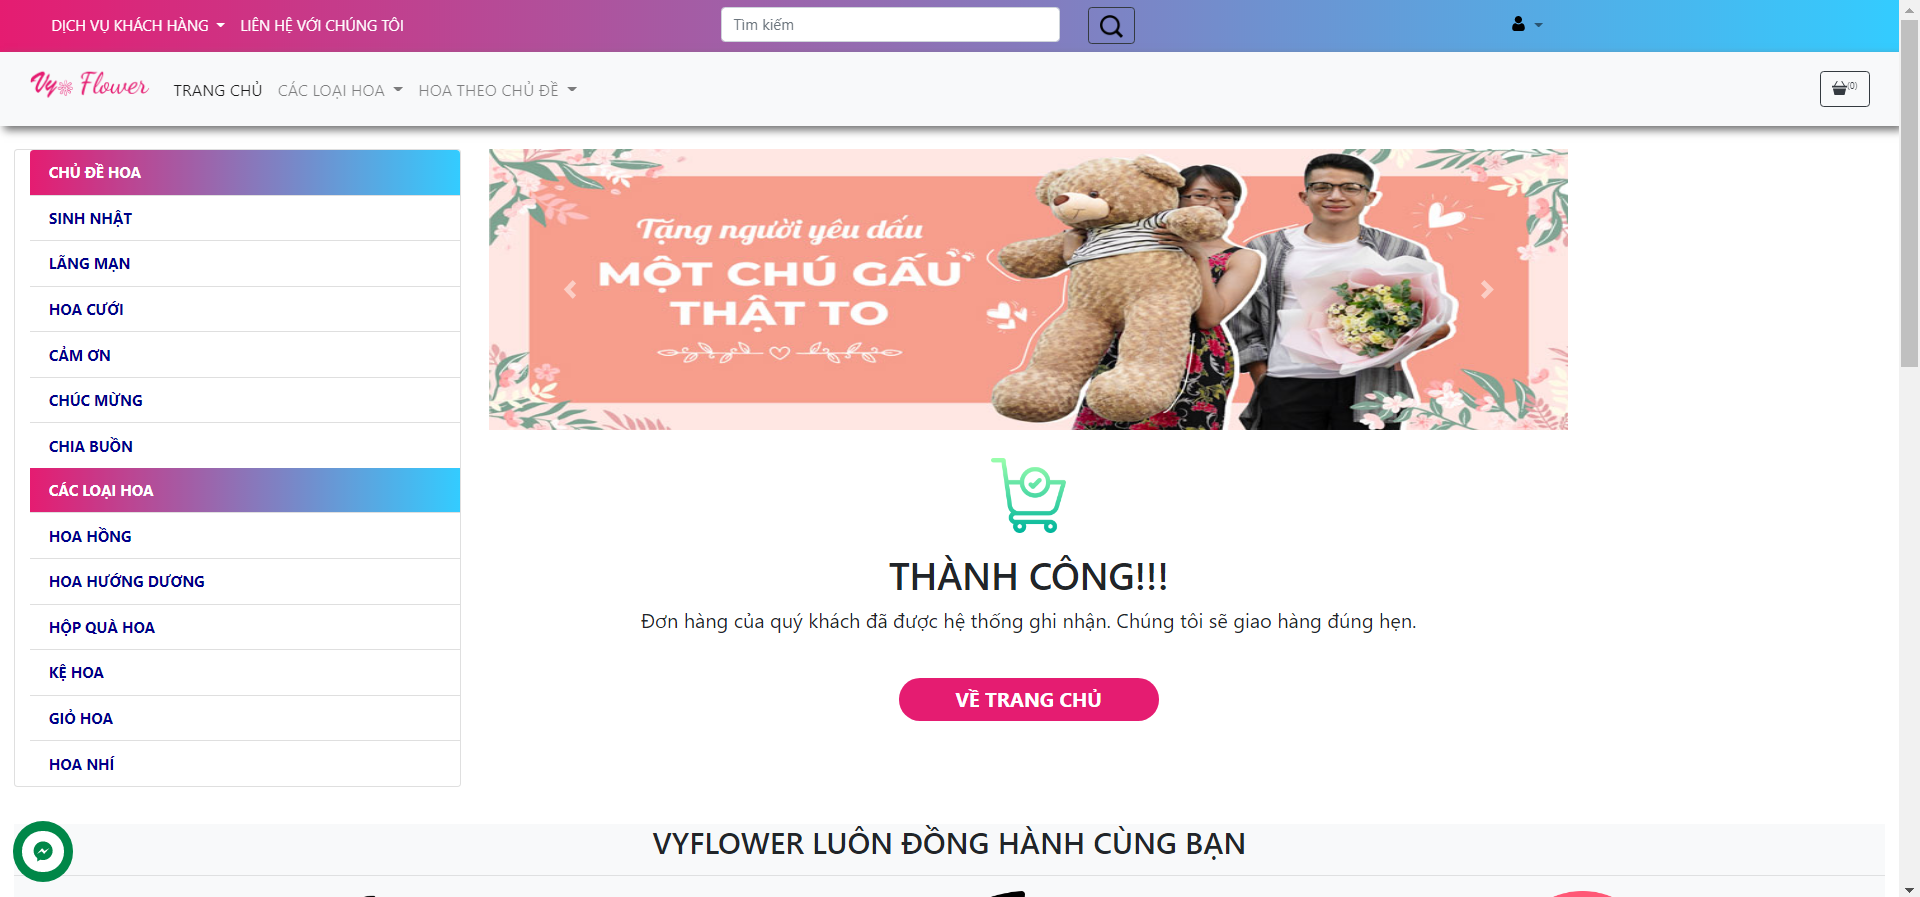 DỊCH VỤ KHÁCH HÀNG LIÊN HỆ VỚI CHÚNG TÔI Tìm kiếm
Vy Flower TRANG CHỦ CÁC LOẠI HOA HOA THEO CHỦ ĐỀ (0)
CHỦ ĐỀ HOA
SINH NHẬT
LÃNG MẠN
HOA CƯỚI
CẢM ƠN
CHÚC MỪNG
CHIA BUỒN
CÁC LOẠI HOA
HOA HỒNG
HOA HƯỚNG DƯƠNG
HỘP QUÀ HOA
KỆ HOA
GIỎ HOA
HOA NHÍ
Tặng người yêu dấu
MỘT CHÚ GẤU
THẬT TO
THÀNH CÔNG!!!
Đơn hàng của quý khách đã được hệ thống ghi nhận. Chúng tôi sẽ giao hàng đúng hẹn.
VỀ TRANG CHỦ
VYFLOWER LUÔN ĐỒNG HÀNH CÙNG BẠN